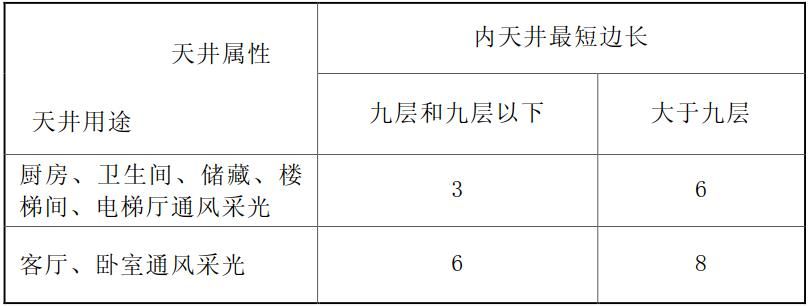 天井属性
内天井最短边长
天井用途
九层和九层以下
大于九层
厨房、卫生间、储藏、楼
梯间、电梯厅通风采光
3
6
客厅、卧室通风采光
6
8